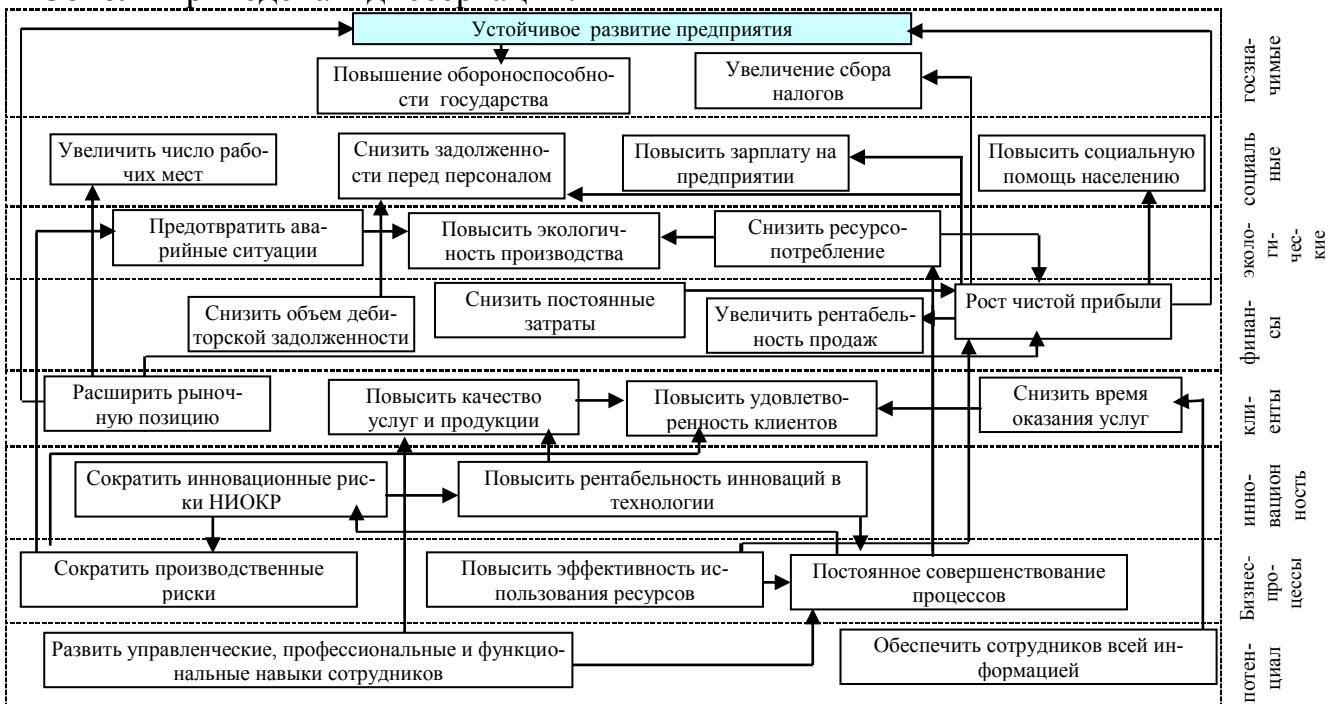 Устойчивое развитие предприятия
Повышение обороноспособно-
сти государства
Увеличение сбора
налогов
госзна-
чимые
Увеличить число рабо-
чих мест
Снизить задолженно-
сти перед персоналом
Повысить зарплату на
предприятии
Повысить социальную
помощь населению
социаль
ные
Предотвратить ава-
рийные ситуации
Повысить экологич-
ность производства
Снизить ресурсо-
потребление
эколо-
ги-
чес-
кие
Снизить объем деби-
торской задолженности
Снизить постоянные
затраты
Увеличить рентабель-
ность продаж
Рост чистой прибыли
финан-
сы
Расширить рыноч-
ную позицию
Повысить качество
услуг и продукции
Повысить удовлетво-
ренность клиентов
Снизить время
оказания услуг
кли-
енты
Сократить инновационные рис-
ки НИОКР
Повысить рентабельность инноваций в
технологии
инно-
вацион
ность
Сократить производственные
риски
Повысить эффективность ис-
пользования ресурсов
Постоянное совершенствование
процессов
Бизнес-
про-
цессы
Развить управленческие, профессиональные и функцио-
нальные навыки сотрудников
Обеспечить сотрудников всей ин-
формацией
потен-
циал